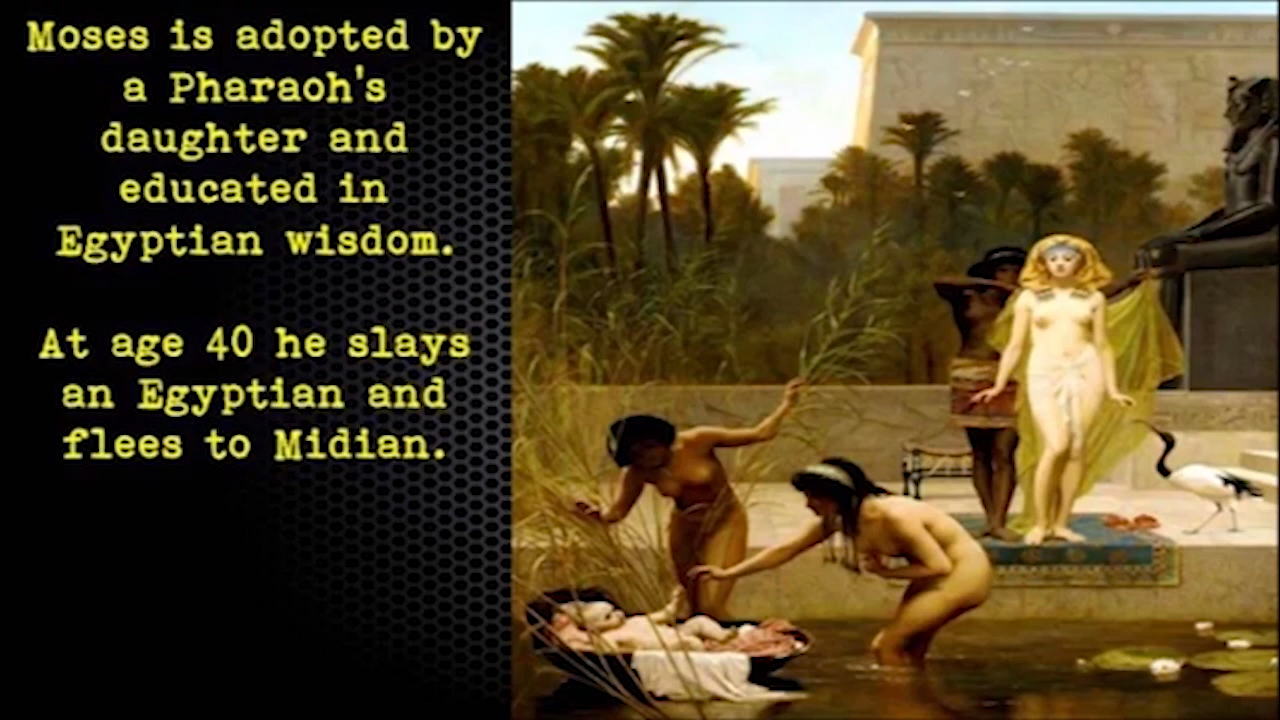 Moses is adopted by
a Pharaoh's
daughter and
educated in
Egyptian wisdom.
At age 40 he slays
an Egyptian and
flees to Midian.